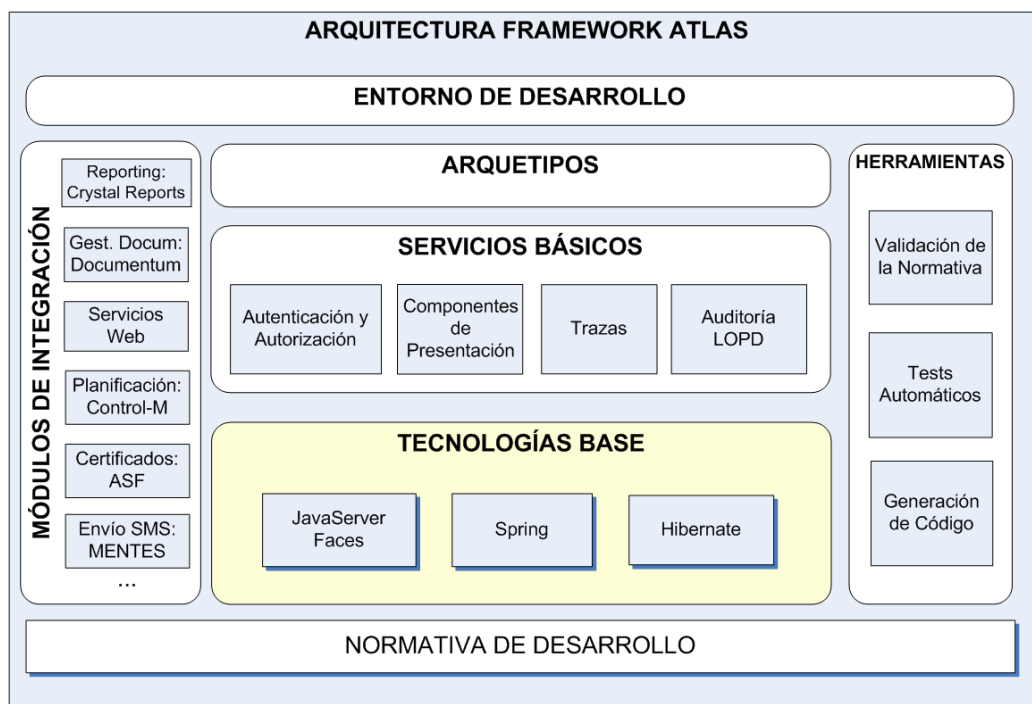 ARQUITECTURA FRAMEWORK ATLAS
ENTORNO DE DESARROLLO
MÓDULOS DE INTEGRACIÓN
Reporting:
Crystal Reports
Gest. Docum:
Documentum
Servicios
Web
Planificación:
Control-M
Certificados:
ASF
Envío SMS:
MENTES
...
ARQUETIPOS
SERVICIOS BÁSICOS
Autenticación y
Autorización
Componentes
de
Presentación
Trazas
Auditoría
LOPD
TECNOLOGÍAS BASE
JavaServer
Faces
Spring
Hibernate
HERRAMIENTAS
Validación de
la Normativa
Tests
Automáticos
Generación
de Código
NORMATIVA DE DESARROLLO